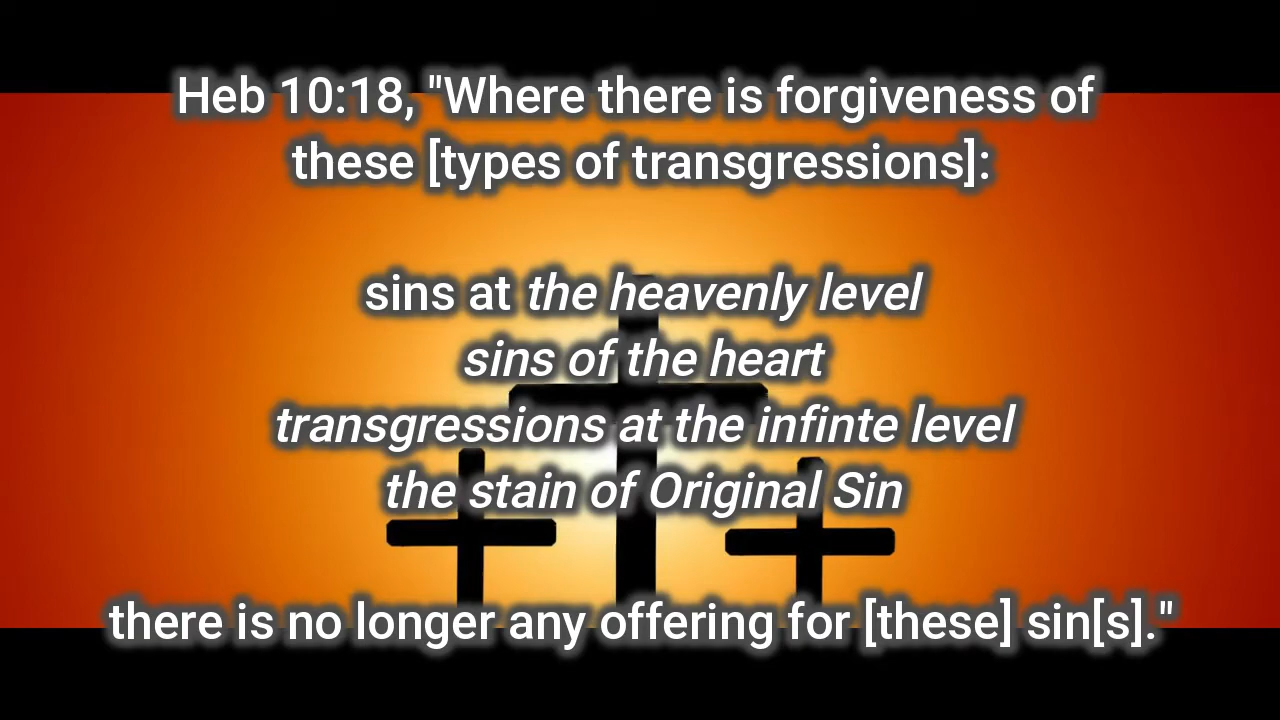 Heb 10:18, "Where there is forgiveness of
these [types of transgressions]:
sins at the heavenly level
sins of the heart
transgressions at the infinte level
the stain of Original Sin
there is no longer any offering for [these] sin[s]."